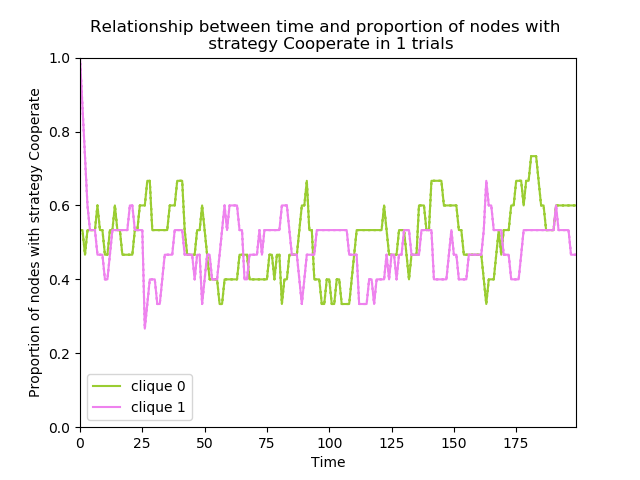 Relationship between time and proportion of nodes with
strategy Cooperate in 1 trials
Proportion of nodes with strategy Cooperate
1.0
0.8
0.6
0.4
0.2
0.0
clique 0
clique 1
0 25 50 75 100 125 150 175
Time